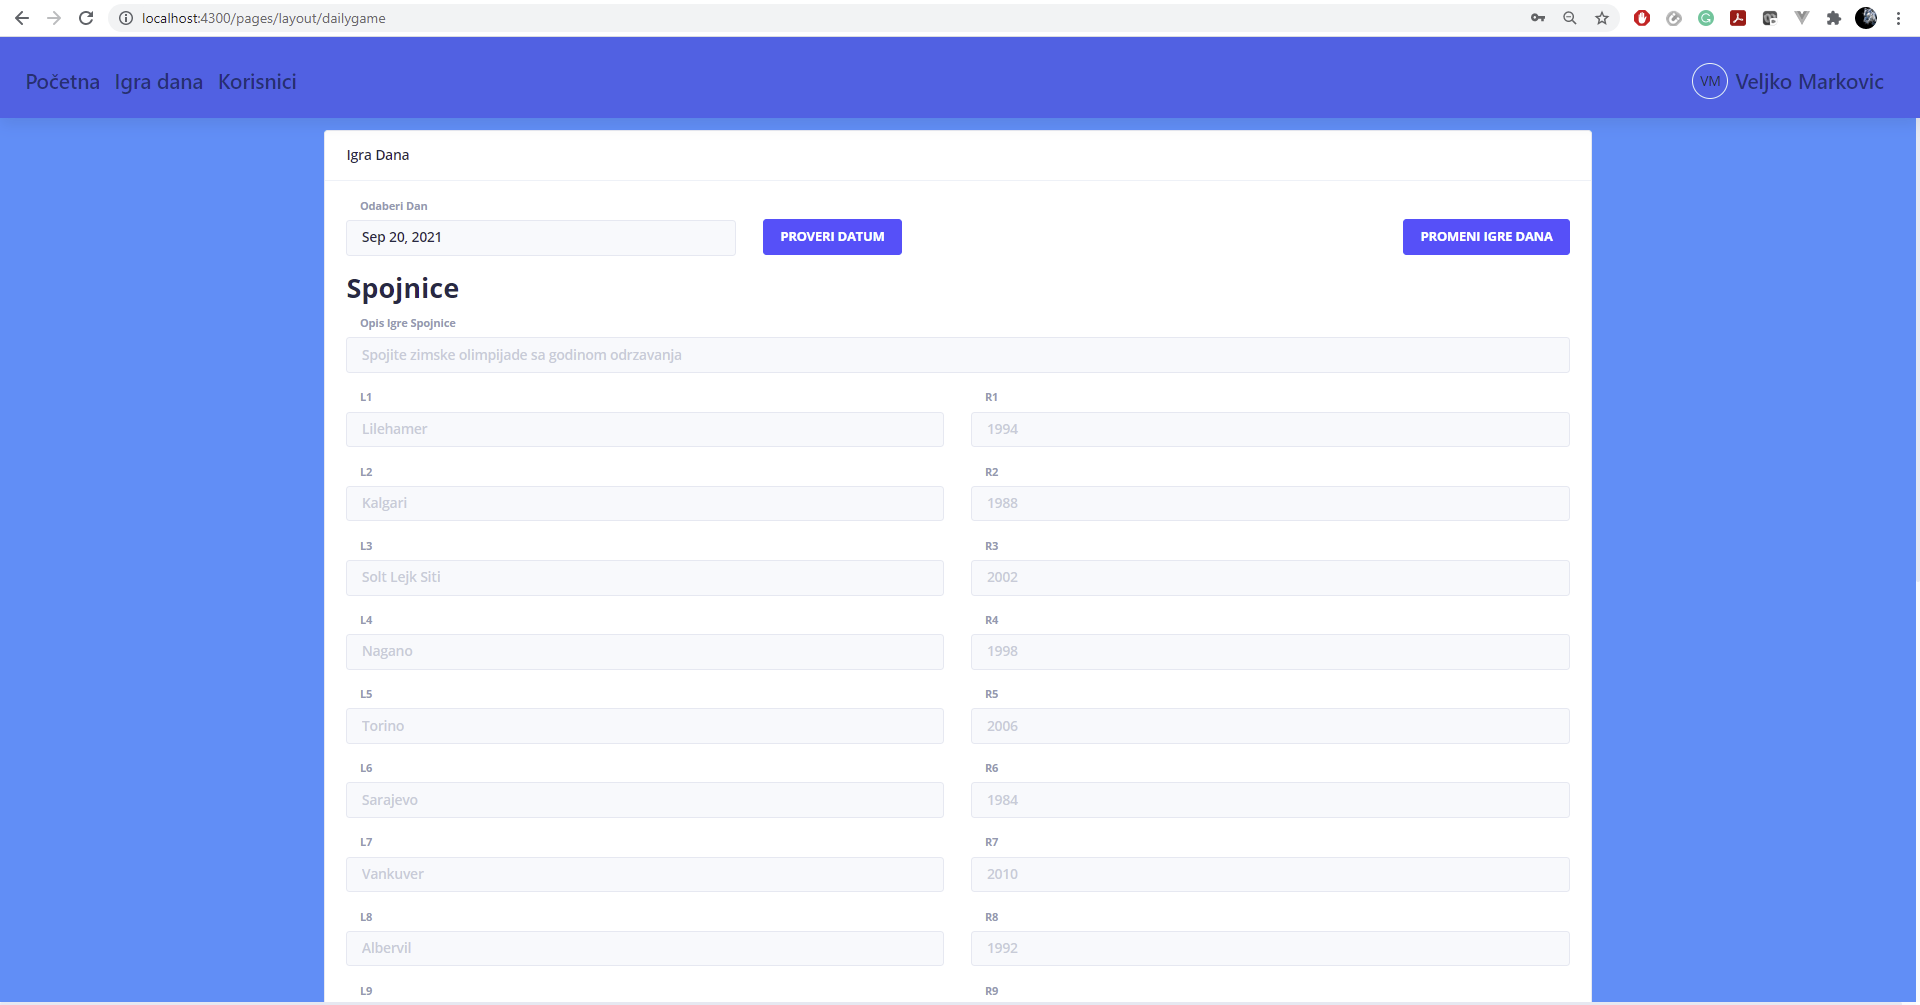 localhost:4300/pages/layout/dailygame
Početna Igra dana Korisnici
VM Veljko Markovic
Igra Dana
Odaberi Dan
Sep 20, 2021
PROVERI DATUM
PROMENI IGRE DANA
Spojnice
Opis Igre Spojnice
Spojite zimske olimpijade sa godinom odrzavanja
L1 R1
Lilehamer 1994
L2 R2
Kalgari 1988
L3 R3
Solt Lejk Siti 2002
L4 R4
Nagano 1998
L5 R5
Torino 2006
L6 R6
Sarajevo 1984
L7 R7
Vankuver 2010
L8 R8
Albervil 1992
L9 R9